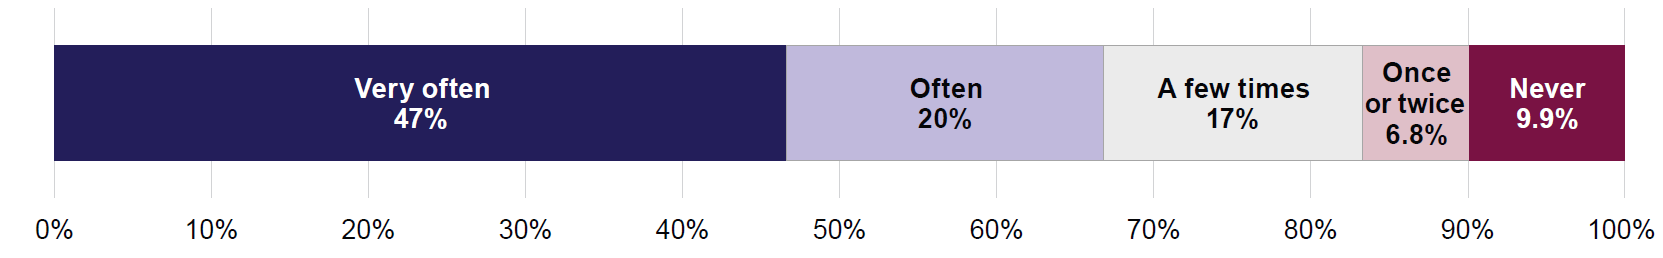 Very often
47%
Often
20%
A few times
17%
Once
or twice
6.8%
Never
9.9%
0%
10%
20%
30%
40%
50%
60%
70%
80%
90%
100%